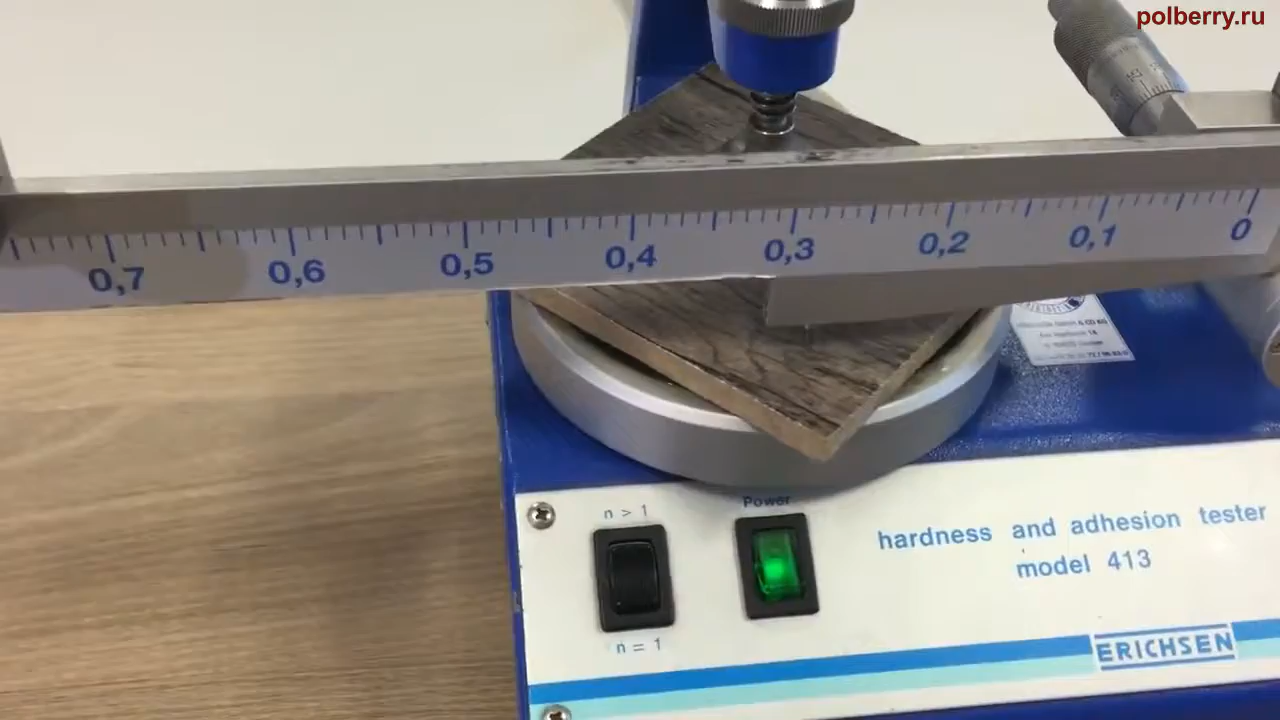 polberry.ru
0,7 0,6 0,5 0,4 0,3 0,2 0,1 0
n > 1
Power
n = 1
hardness and adhesion tester
model 413
ERICHSEN